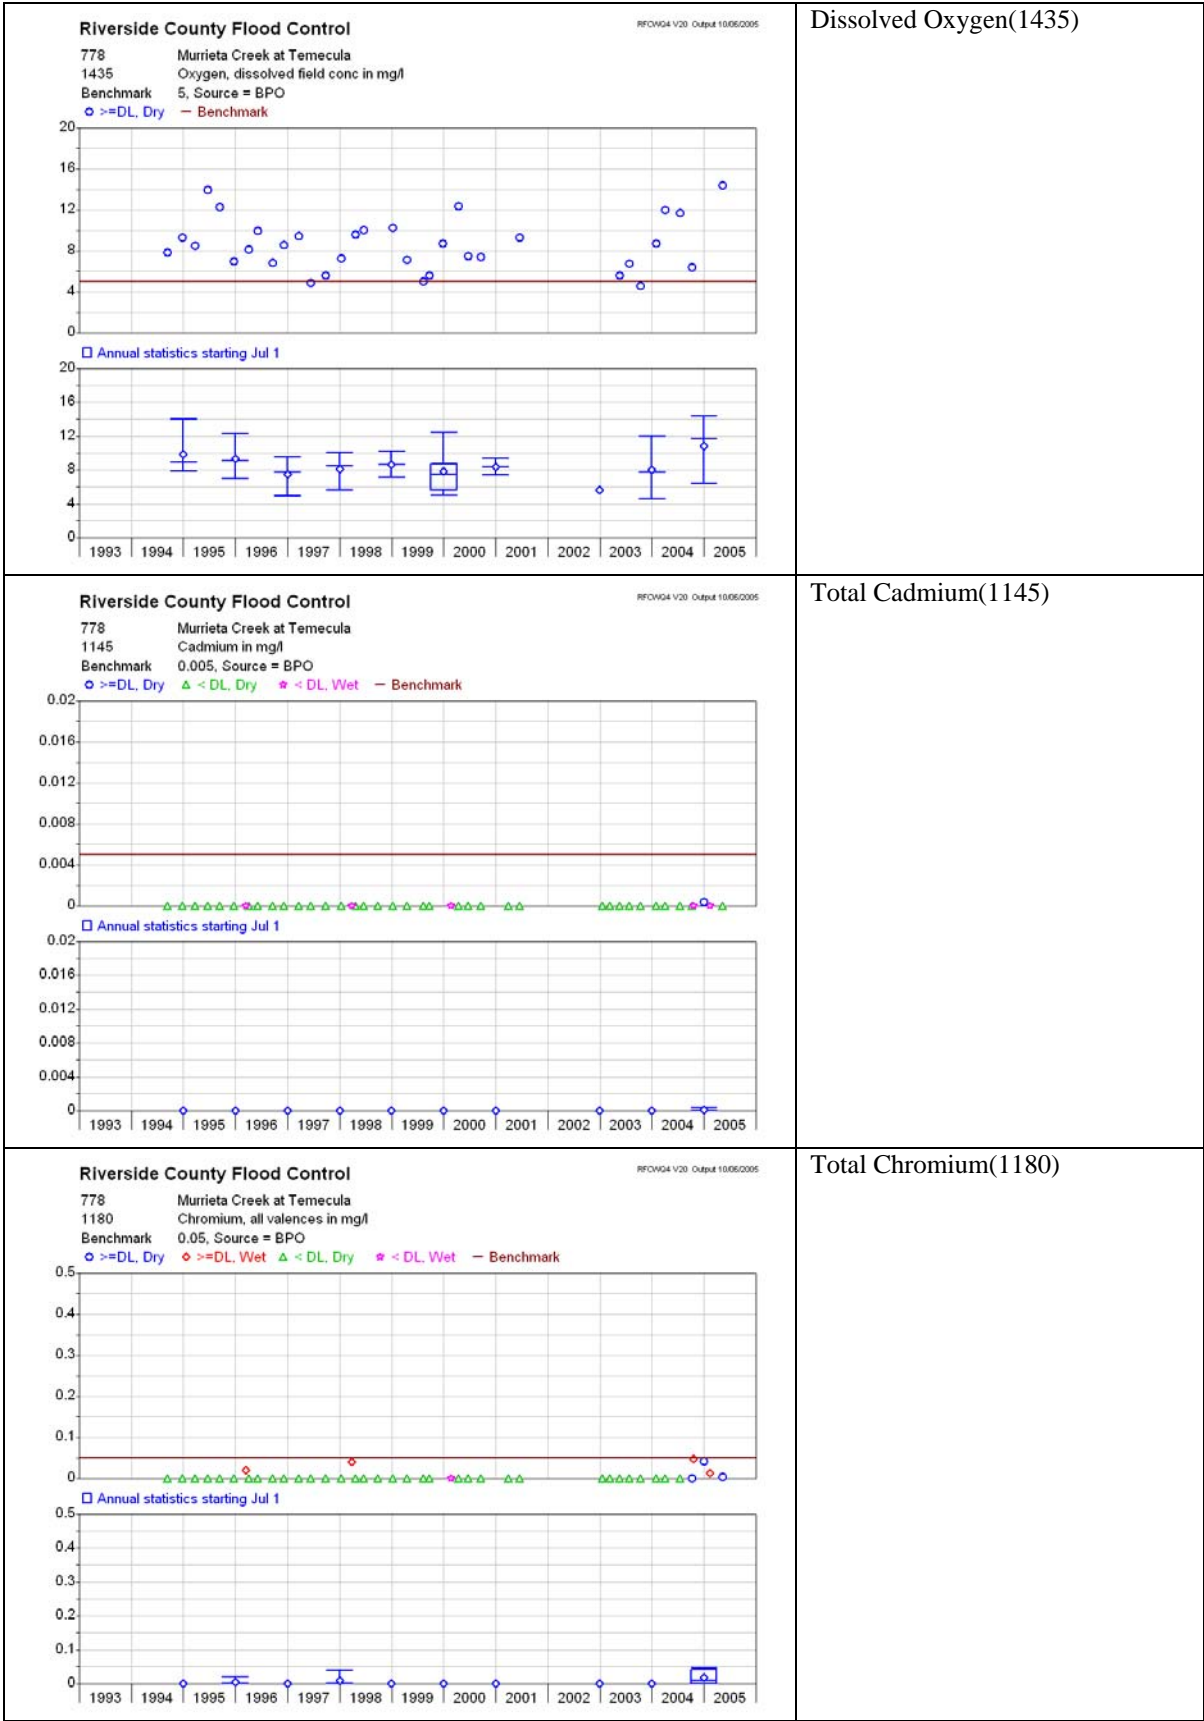 Riverside County Flood Control
RFCWQ4 V20 Output 10/06/2005
778 Murrieta Creek at Temecula
1435 Oxygen, dissolved field conc in mg/l
Benchmark 5, Source = BPO
>=DL, Dry Benchmark
20
16
12
8
4
0
Annual statistics starting Jul 1
20
16
12
8
4
0
1993 1994 1995 1996 1997 1998 1999 2000 2001 2002 2003 2004 2005
Dissolved Oxygen(1435)
Riverside County Flood Control
RFCWQ4 V20 Output 10/06/2005
778 Murrieta Creek at Temecula
1145 Cadmium in mg/l
Benchmark 0.005, Source = BPO
>=DL, Dry < DL, Dry < DL, Wet Benchmark
0.02
0.016
0.012
0.008
0.004
0
Annual statistics starting Jul 1
0.02
0.016
0.012
0.008
0.004
0
1993 1994 1995 1996 1997 1998 1999 2000 2001 2002 2003 2004 2005
Total Cadmium(1145)
Riverside County Flood Control
RFCWQ4 V20 Output 10/06/2005
778 Murrieta Creek at Temecula
1180 Chromium, all valences in mg/l
Benchmark 0.05, Source = BPO
>=DL, Dry >=DL, Wet < DL, Dry < DL, Wet Benchmark
0.5
0.4
0.3
0.2
0.1
0
Annual statistics starting Jul 1
0.5
0.4
0.3
0.2
0.1
0
1993 1994 1995 1996 1997 1998 1999 2000 2001 2002 2003 2004 2005
Total Chromium(1180)